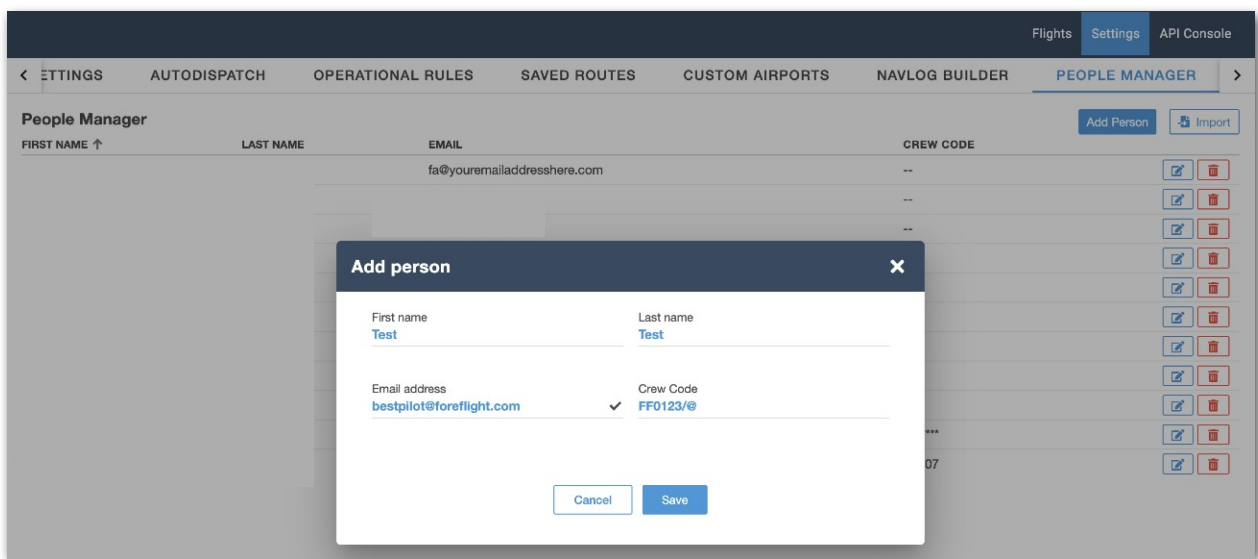 Flights Settings API Console
ETTINGS AUTODISPATCH OPERATIONAL RULES SAVED ROUTES CUSTOM AIRPORTS NAVLOG BUILDER PEOPLE MANAGER
People Manager
Add Person Import
FIRST NAME LAST NAME EMAIL CREW CODE
fa@youremailaddresshere.com --
--
--
Add person
First name Last name
Test Test
Email address Crew Code
bestpilot@foreflight.com FF0123/@
***
07
Cancel Save